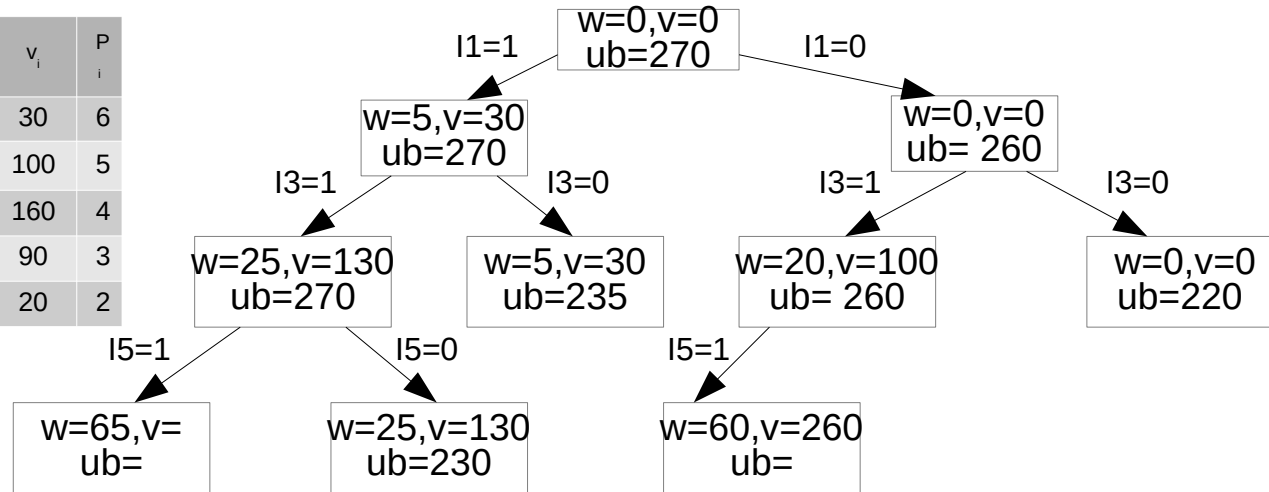 v i P i
30 6
100 5
160 4
90 3
20 2
w=0,v=0
ub=270
I1=1
I1=0
w=5,v=30
ub=270
w=0,v=0
ub= 260
I3=1
I3=0
I3=1
I3=0
w=25,v=130
ub=270
w=5,v=30
ub=235
w=20,v=100
ub= 260
w=0,v=0
ub=220
I5=1
I5=0
I5=1
w=65,v=
ub=
w=25,v=130
ub=230
w=60,v=260
ub=